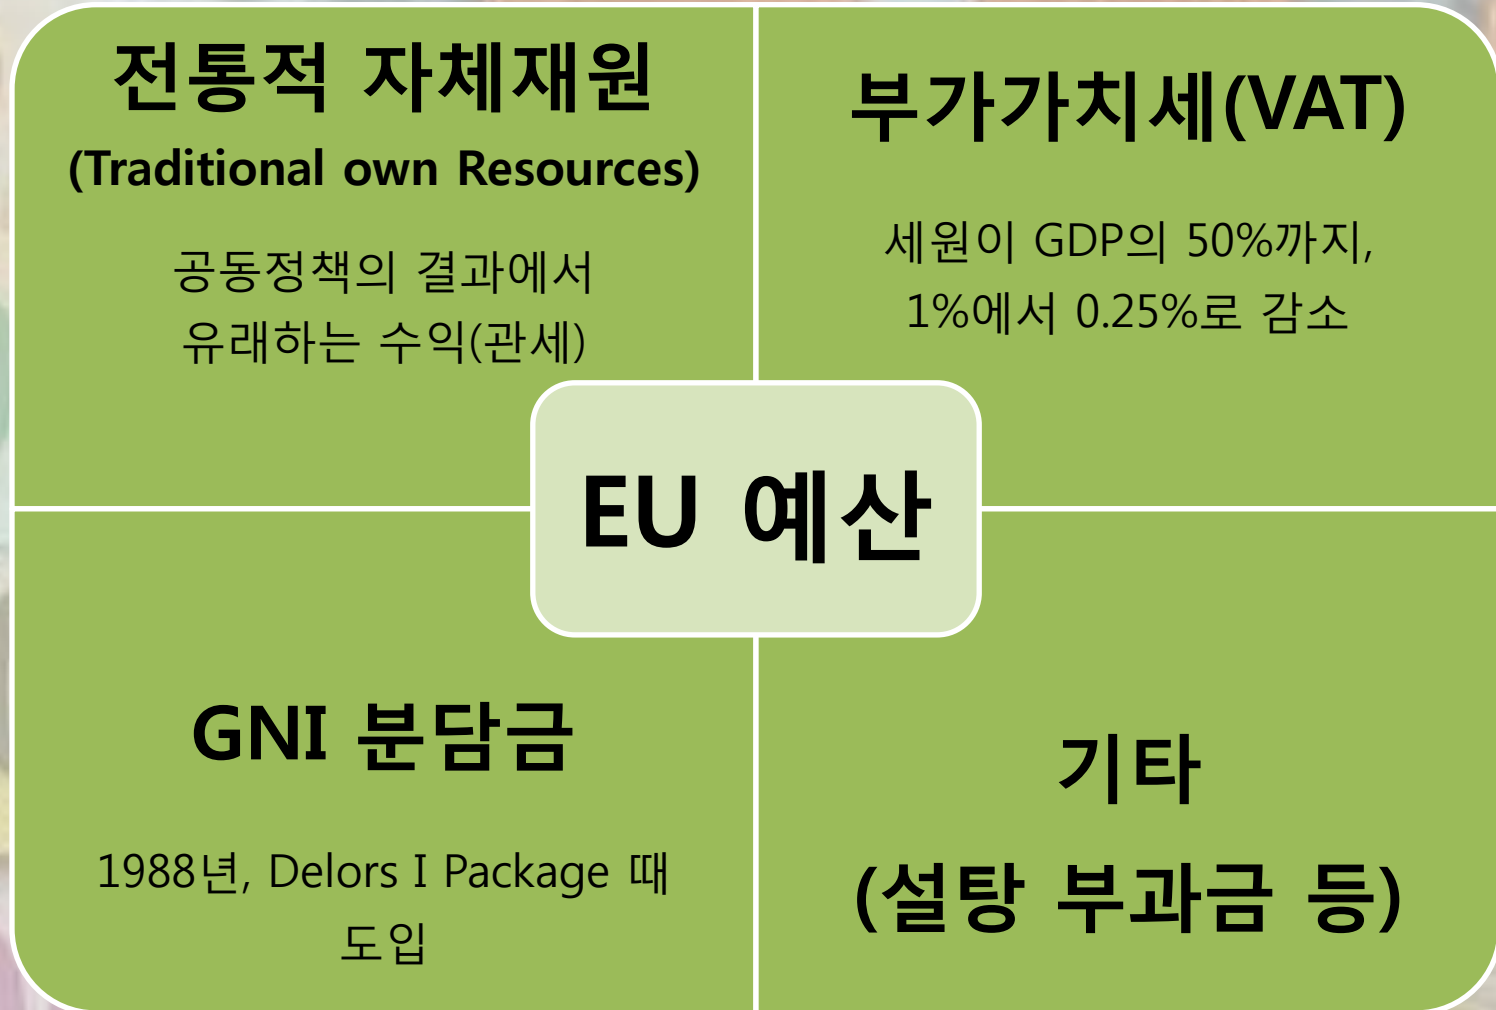 전통적 자체재원
(Traditional own Resources)
공동정책의 결과에서
유래하는 수익(관세)
부가가치세(VAT)
세원이 GDP의 50%까지,
1%에서 0.25%로 감소
EU 예산
GNI 분담금
1988년, Delors I Package 때
도입
기타
(설탕 부과금 등)